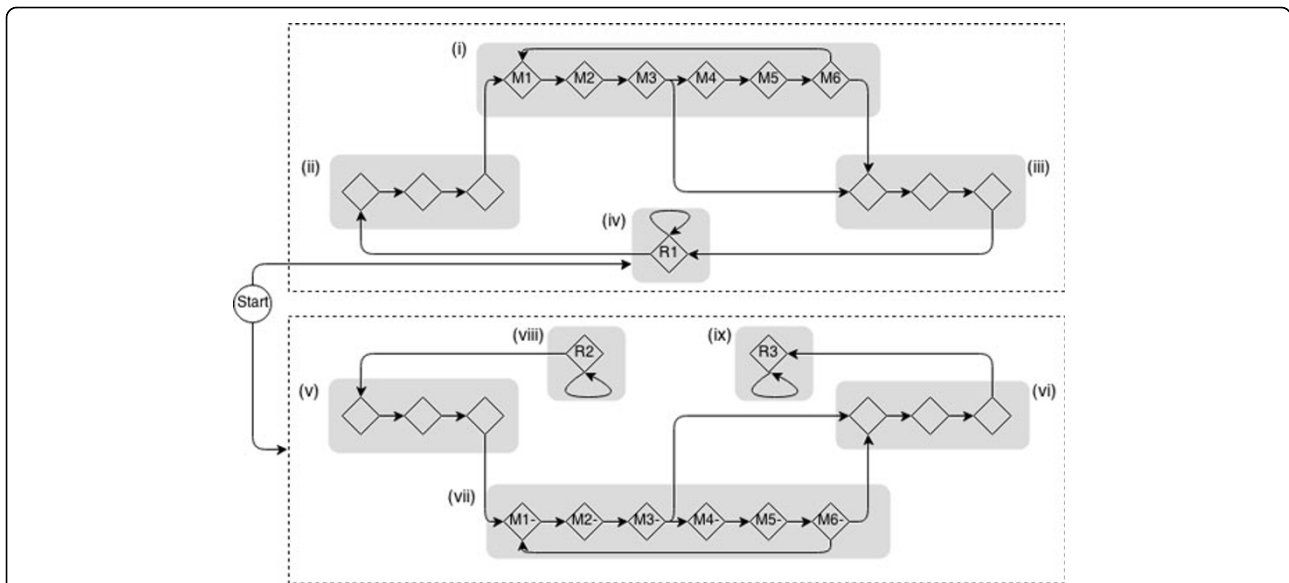 (i)
M1 M2 M3 M4 M5 M6
(ii)
(iii)
(iv)
R1
Start
(viii)
R2
(ix)
R3
(v)
(vi)
(vii)
M1- M2- M3- M4- M5- M6-